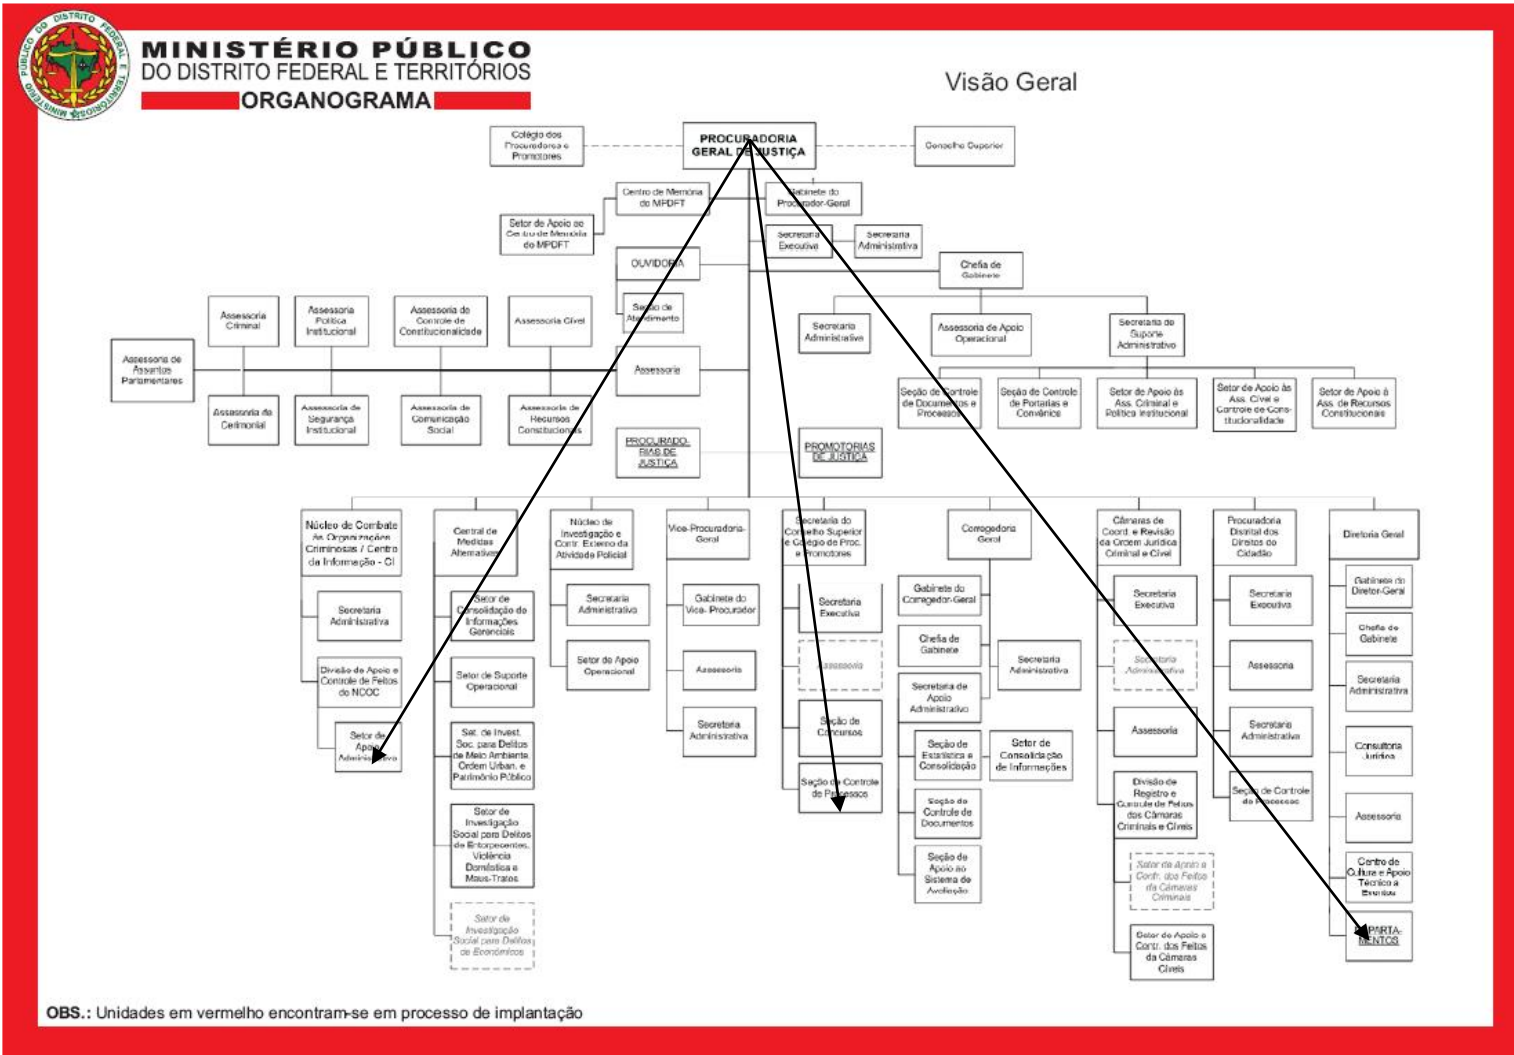 MINISTÉRIO PÚBLICO DO DISTRITO FEDERAL E TERRITÓRIOS
MINISTÉRIO PÚBLICO
DO DISTRITO FEDERAL E TERRITÓRIOS
ORGANOGRAMA
Visão Geral
Colégio dos
Procuradores e
Promotores
PROCURADORIA
GERAL DE JUSTIÇA
Conselho Superior
Centro de Memória
do MPDFT
Gabinete do
Procurador-Geral
Setor de Apoio ao
Centro de Memória
do MPDFT
Secretaria
Executiva
Secretaria
Administrativa
OUVIDORIA
Chefia de
Gabinete
Seção de
Atendimento
Assessoria
Criminal
Assessoria
Política
Institucional
Assessoria de
Controle de
Constitucionalidade
Assessoria Cível
Secretaria
Administrativa
Assessoria de Apoio
Operacional
Secretaria de
Suporte
Administrativo
Assessoria de
Assuntos
Parlamentares
Assessoria
Assessoria de
Cerimonial
Assessoria de
Segurança
Institucional
Assessoria de
Comunicação
Social
Assessoria de
Recursos
Constitucionais
Seção de Controle
de Documentos e
Processos
Seção de Controle
de Portarias e
Convênios
Setor de Apoio às
Ass. Criminal e
Política Institucional
Setor de Apoio às
Ass. Cível e
Controle de Cons-
titucionalidade
Setor de Apoio à
Ass. de Recursos
Constitucionais
PROCURADO-
RIAS DE
JUSTIÇA
PROMOTORIAS
DE JUSTIÇA
Núcleo de Combate
às Organizações
Criminosas / Centro
da Informação - CI
Secretaria
Administrativa
Divisão de Apoio e
Controle de Feitos
do NCOC
Setor de
Apoio
Administrativo
Central de
Medidas
Alternativas
Setor de
Consolidação de
Informações
Gerenciais
Setor de Suporte
Operacional
Set. de Invest.
Soc. para Delitos
de Meio Ambiente,
Ordem Urban. e
Patrimônio Público
Setor de
Investigação
Social para Delitos
de Entorpecentes,
Violência
Doméstica e
Maus-Tratos
Setor de
Investigação
Social para Delitos
de Econômicos
Núcleo de
Investigação e
Contr. Externo da
Atividade Policial
Secretaria
Administrativa
Setor de Apoio
Operacional
Vice-Procuradoria-
Geral
Gabinete do
Vice- Procurador
Assessoria
Secretaria
Administrativa
Secretaria do
Conselho Superior
e Colégio de Proc.
e Promotores
Secretaria
Executiva
Assessoria
Seção de
Concursos
Seção de Controle
de Processos
Corregedoria
Geral
Gabinete do
Corregedor-Geral
Chefia de
Gabinete
Secretaria
Administrativa
Secretaria de
Apoio
Administrativo
Seção de
Estatística e
Consolidação
Setor de
Consolidação
de Informações
Seção de
Controle de
Documentos
Seção de
Apoio ao
Sistema de
Avaliação
Câmaras de
Coord. e Revisão
da Ordem Jurídica
Criminal e Cível
Secretaria
Executiva
Secretaria
Administrativa
Assessoria
Divisão de
Registro e
Controle de Feitos
das Câmaras
Criminais e Cíveis
Setor de Apoio e
Contr. dos Feitos
da Câmaras
Criminais
Setor de Apoio e
Contr. dos Feitos
da Câmaras
Cíveis
Procuradoria
Distrital dos
Direitos do
Cidadão
Secretaria
Executiva
Assessoria
Secretaria
Administrativa
Seção de Controle
de Processos
Diretoria Geral
Gabinete do
Diretor-Geral
Chefia de
Gabinete
Secretaria
Administrativa
Consultoria
Jurídica
Assessoria
Centro de
Cultura e Apoio
Técnico a
Eventos
DEPARTA-
MENTOS
OBS.: Unidades em vermelho encontram-se em processo de implantação